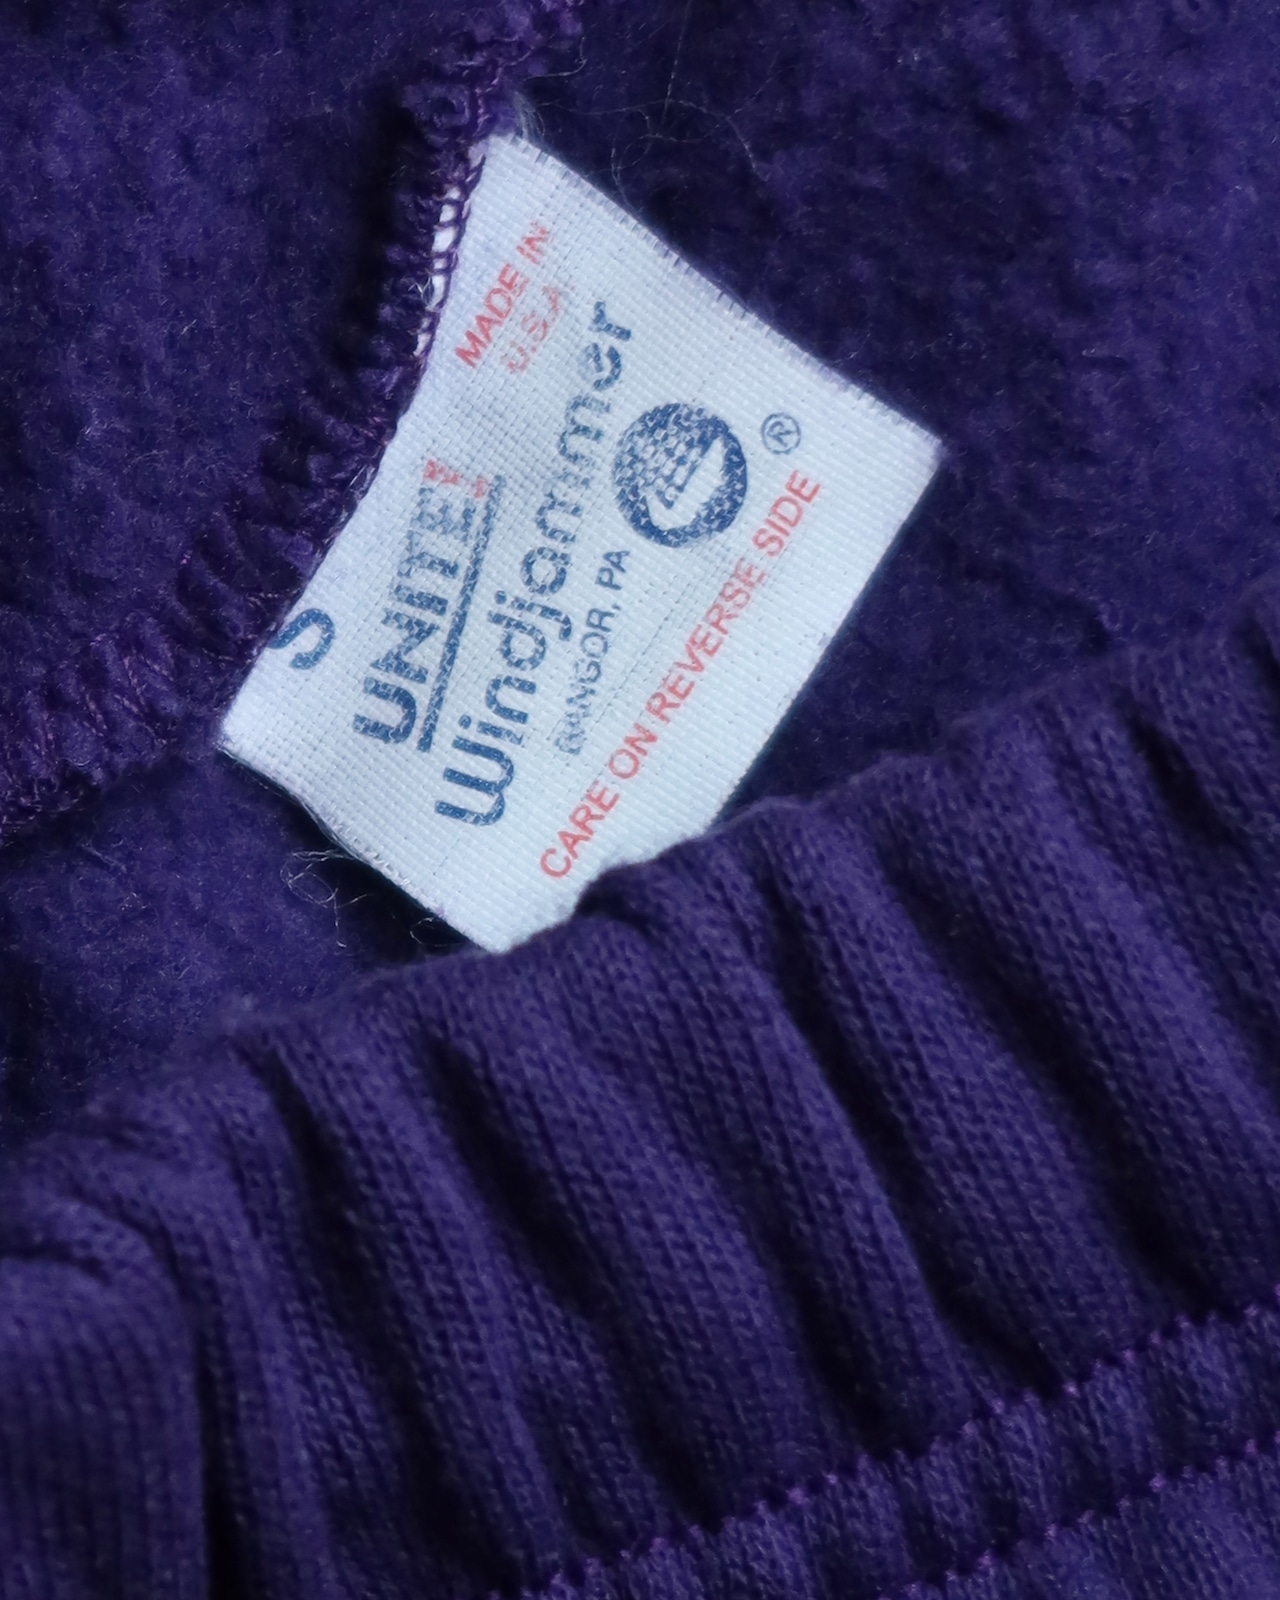 MADE IN
U.S.A.
S
UNITE!
Windjammer
®
BANGOR, PA
CARE ON REVERSE SIDE